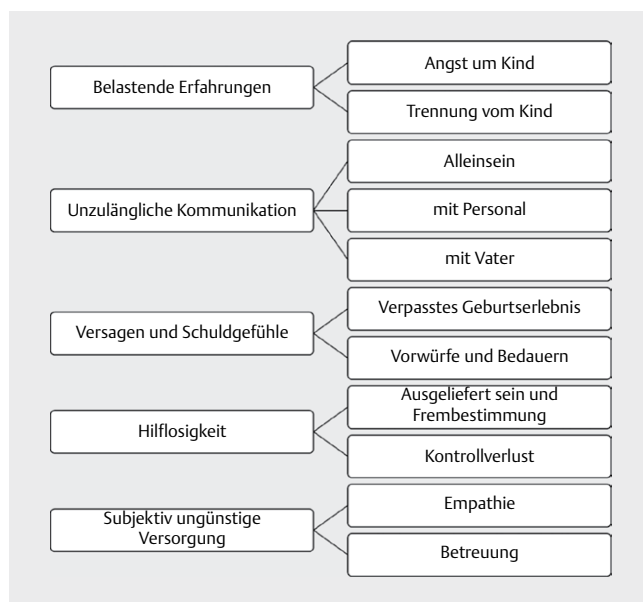 Belastende Erfahrungen
Angst um Kind
Trennung vom Kind
Unzulängliche Kommunikation
Alleinsein
mit Personal
mit Vater
Versagen und Schuldgefühle
Verpasstes Geburtserlebnis
Vorwürfe und Bedauern
Hilflosigkeit
Ausgeliefert sein und
Frembestimmung
Kontrollverlust
Subjektiv ungünstige
Versorgung
Empathie
Betreuung